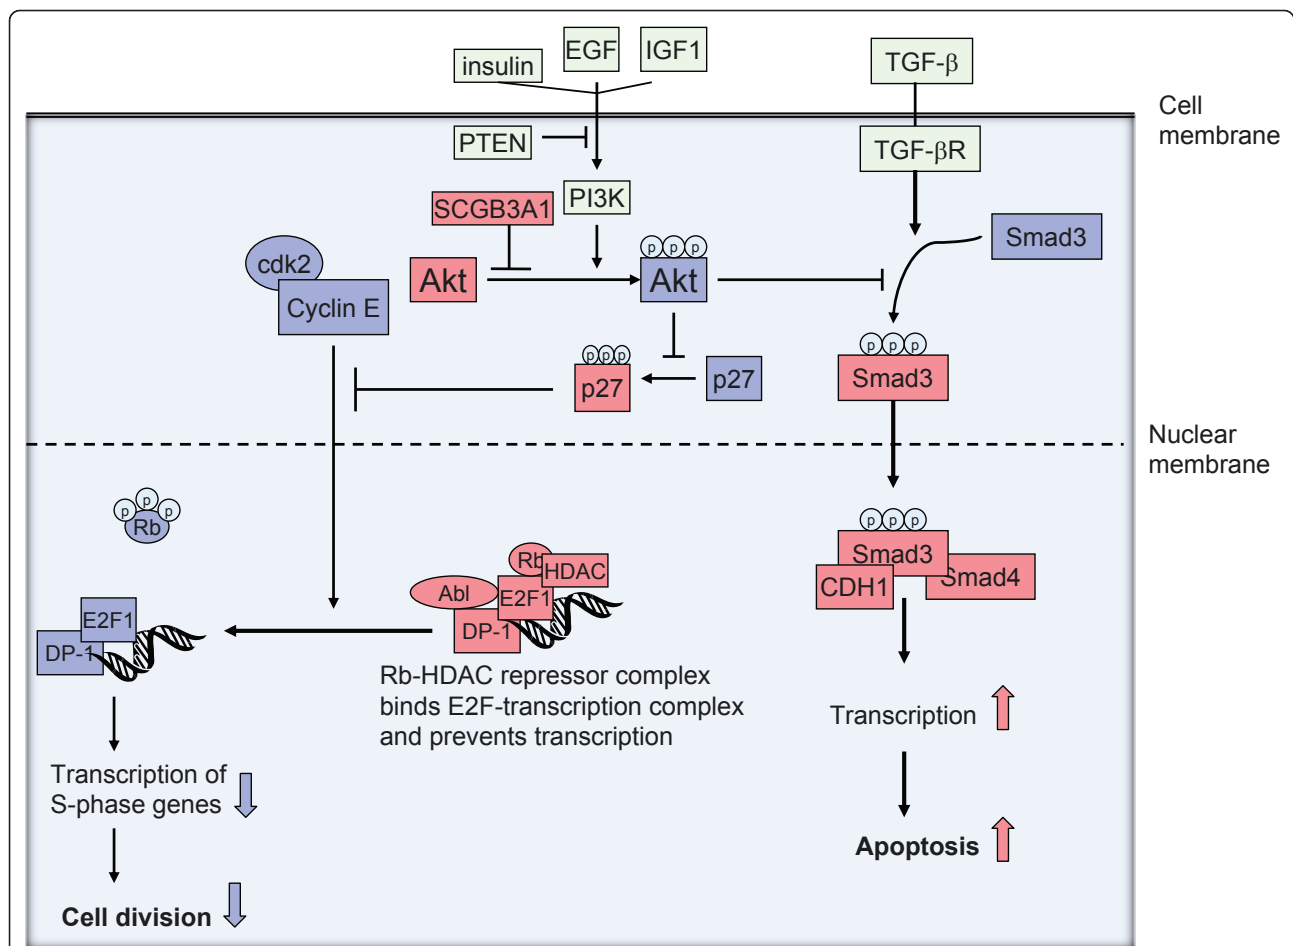 insulin
EGF
IGF1
TGF-β
Cell
membrane
PTEN
TGF-βR
SCGB3A1
PI3K
Smad3
cdk2
Cyclin E
Akt
p p p
Akt
p p p
Smad3
p p p
p27
p27
Nuclear
membrane
p p p
Rb
p p p
Smad3
CDH1
Smad4
Rb
HDAC
Abl
E2F1
DP-1
E2F1
DP-1
Rb-HDAC repressor complex
binds E2F-transcription complex
and prevents transcription
Transcription
Transcription of
S-phase genes
Apoptosis
Cell division